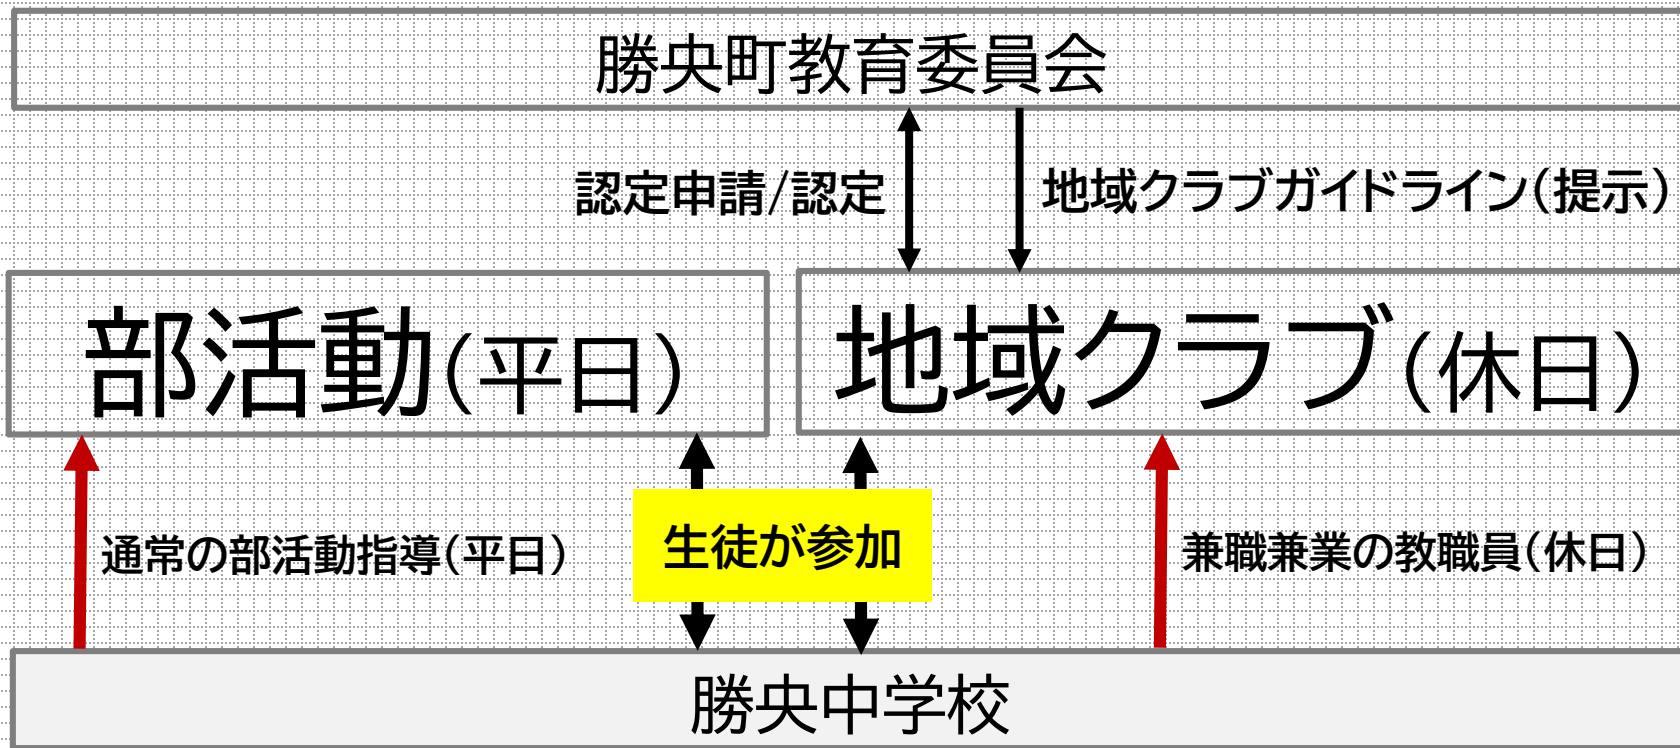 勝央町教育委員会
認定申請/認定
地域クラブガイドライン(提示)
部活動(平日)
地域クラブ(休日)
通常の部活動指導(平日)
生徒が参加
兼職兼業の教職員(休日)
勝央中学校